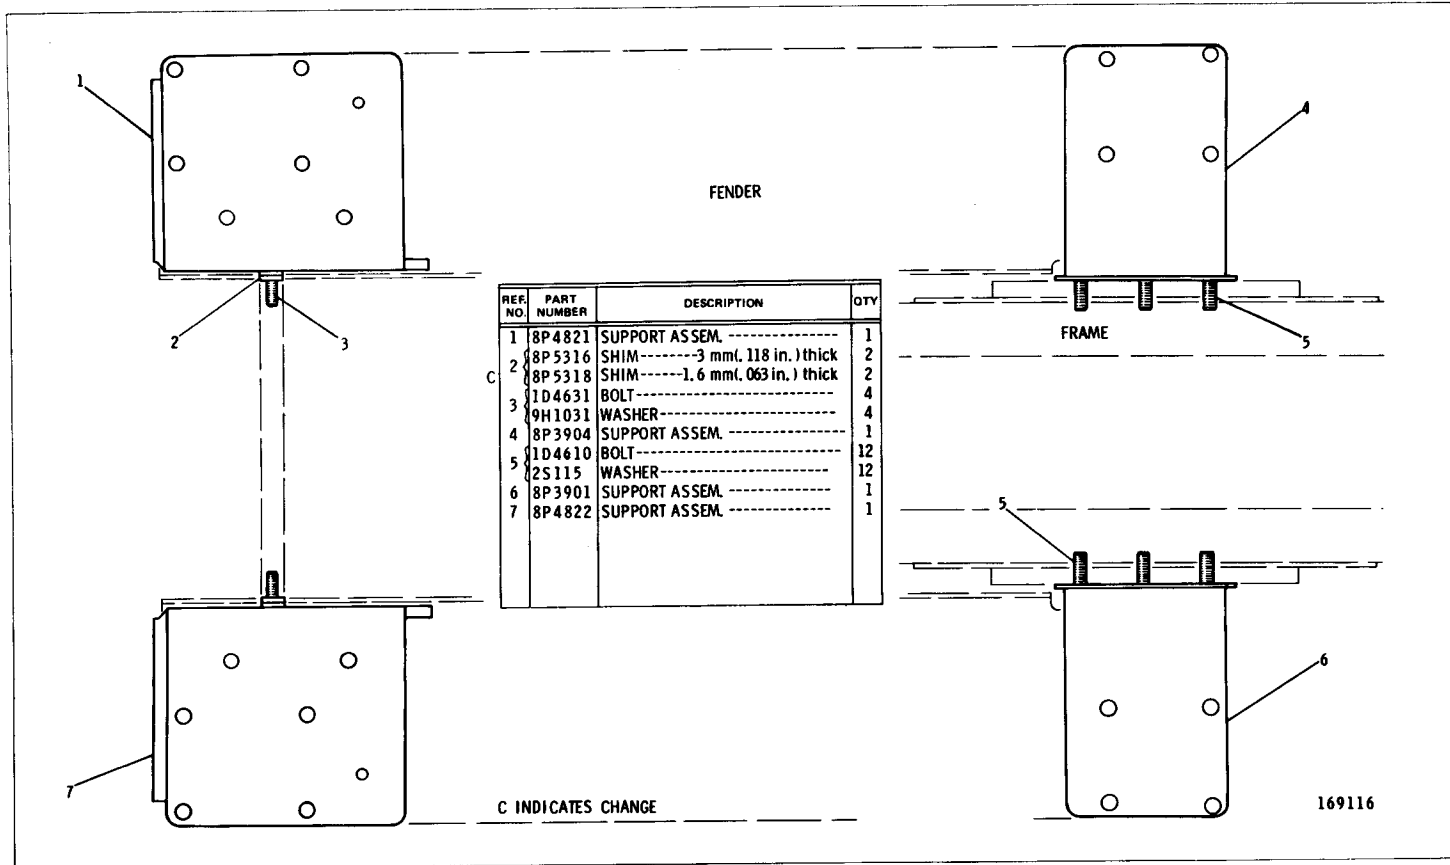 1
4
FENDER
2
3
FRAME
5
REF. NO. PART NUMBER DESCRIPTION QTY
1 8P4821 SUPPORT ASSEM. --------------- 1
C 2 8P5316 SHIM-------3 mm(.118 in.) thick 2
8P5318 SHIM------1.6 mm(.063 in.) thick 2
3 1D4631 BOLT--------------------------- 4
9H1031 WASHER------------------------ 4
4 8P3904 SUPPORT ASSEM. --------------- 1
5 1D4610 BOLT--------------------------- 12
2S115 WASHER----------------------- 12
6 8P3901 SUPPORT ASSEM. ------------- 1
7 8P4822 SUPPORT ASSEM. ------------- 1
5
6
7
C INDICATES CHANGE
169116